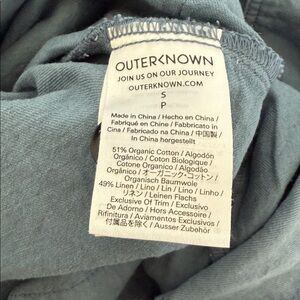 OUTERKNOWN
JOIN US ON OUR JOURNEY
OUTERKNOWN.COM
S
P
Made in China / Hecho en China /
Fabriqué en Chine / Fabbricato in
Cina / Fabricado na China / 中国製 /
In China hergestellt
51% Organic Cotton / Algodón
Orgánico / Coton Biologique /
Cotone Organico / Algodão
Orgânico / オーガニック・コットン /
Organisch Baumwole
49% Linen / Lino / Lin / Lino / Linho /
リネン / Leinen Flachs
Exclusive Of Trim / Exclusivo
De Adorno / Hors Accessoire /
Rifinitura / Aviamentos Exclusivos /
付属品を除く / Ausser Zubehör